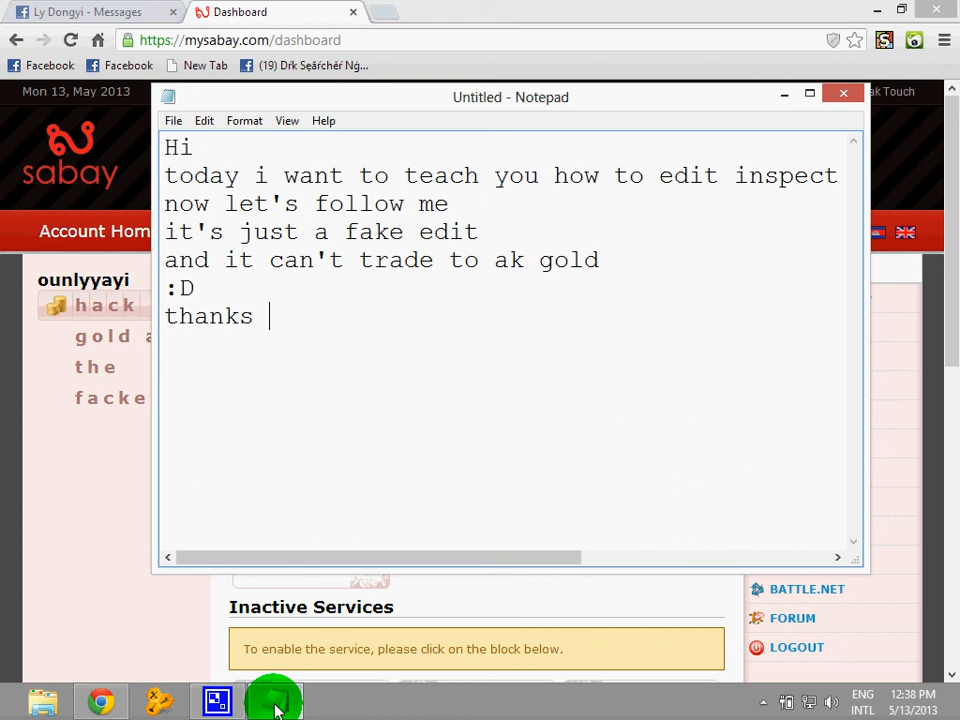 Ly Dongyi - Messages
Dashboard
https://mysabay.com/dashboard
Facebook
Facebook
New Tab
Mon 13, May 2013
Untitled - Notepad
ak Touch
File Edit Format View Help
sabay
Hi
today i want to teach you how to edit inspect
now let's follow me
it's just a fake edit
and it can't trade to ak gold
:D
thanks
Account Hom
ounlyyayi
hack
gold a
the
facke
Inactive Services
To enable the service, please click on the block below.
BATTLE.NET
FORUM
LOGOUT
ENG
INTL
12:38 PM
5/13/2013